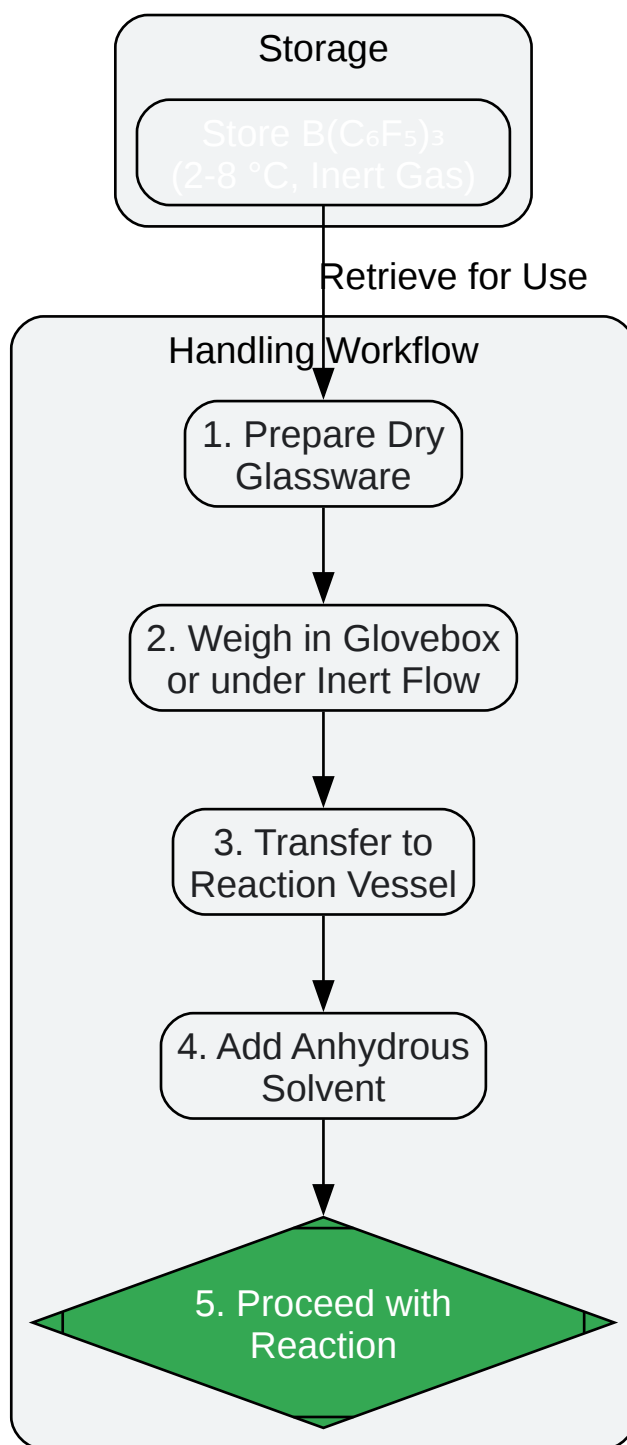 Storage
Store B(C₆F₅)₃
(2-8 °C, Inert Gas)
Retrieve for Use
Handling Workflow
1. Prepare Dry
Glassware
2. Weigh in Glovebox
or under Inert Flow
3. Transfer to
Reaction Vessel
4. Add Anhydrous
Solvent
5. Proceed with
Reaction